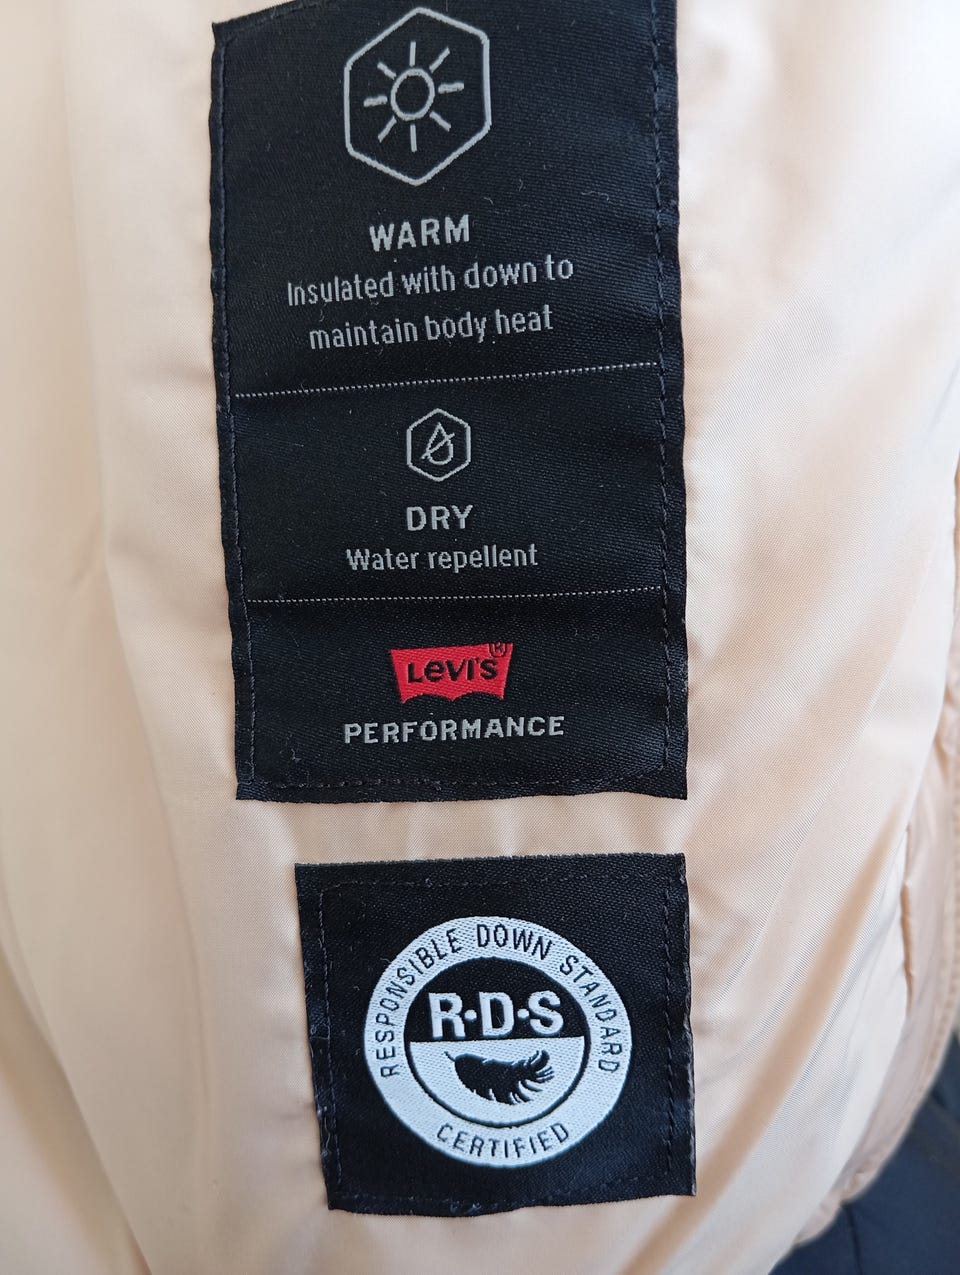 WARM
Insulated with down to
maintain body heat
DRY
Water repellent
Levi's®
PERFORMANCE
RESPONSIBLE DOWN STANDARD
R·D·S
CERTIFIED